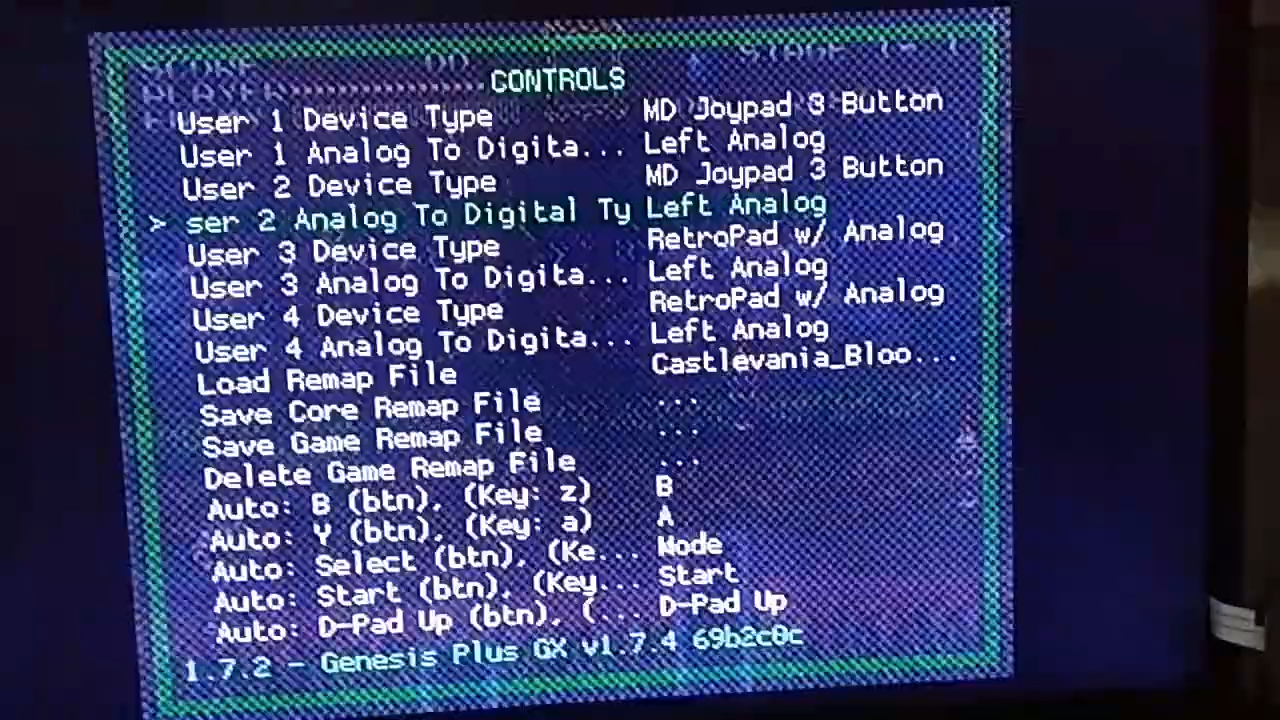 SCORE STAGE
PLAYER
CONTROLS
User 1 Device Type MD Joypad 3 Button
User 1 Analog To Digita... Left Analog
User 2 Device Type MD Joypad 3 Button
> ser 2 Analog To Digital Ty Left Analog
User 3 Device Type RetroPad w/ Analog
User 3 Analog To Digita... Left Analog
User 4 Device Type RetroPad w/ Analog
User 4 Analog To Digita... Left Analog
Load Remap File Castlevania_Bloo...
Save Core Remap File ...
Save Game Remap File ...
Delete Game Remap File ...
Auto: B (btn), (Key: z) B
Auto: Y (btn), (Key: a) A
Auto: Select (btn), (Ke... Mode
Auto: Start (btn), (Key... Start
Auto: D-Pad Up (btn), (... D-Pad Up
1.7.2 - Genesis Plus GX v1.7.4 69b2c0c